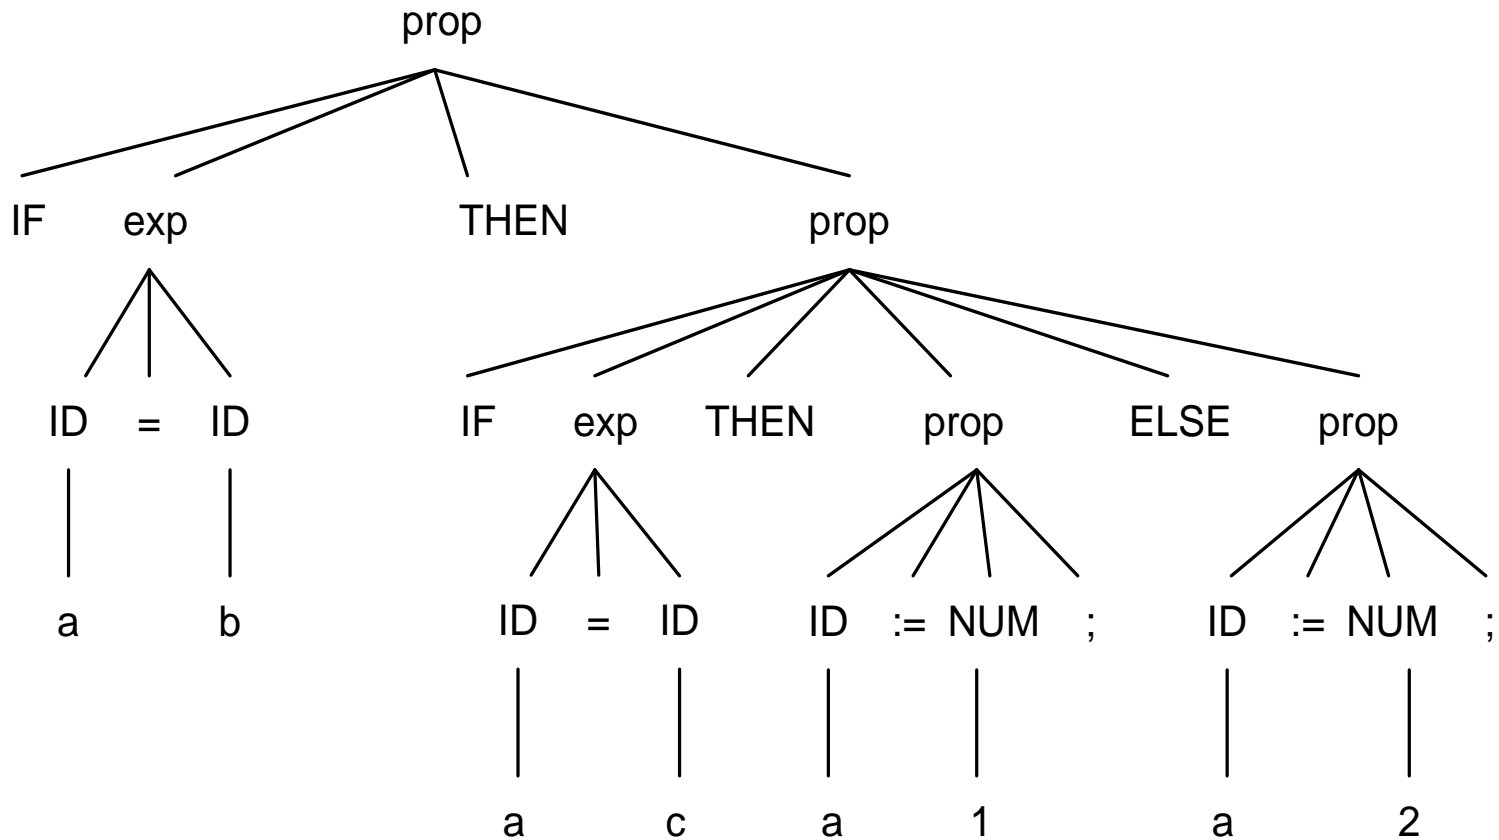 prop
IF exp THEN prop
ID = ID IF exp THEN prop ELSE prop
a b ID = ID ID := NUM ; ID := NUM ;
a c a 1 a 2